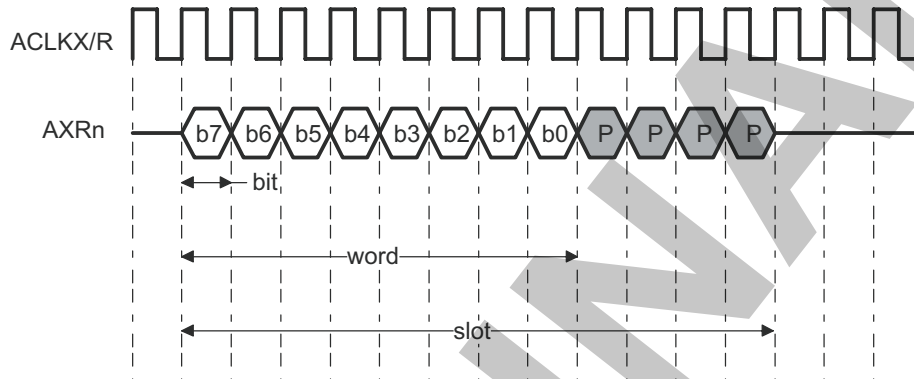 ACLKX/R
AXRn
b7 b6 b5 b4 b3 b2 b1 b0 P P P P
bit
word
slot